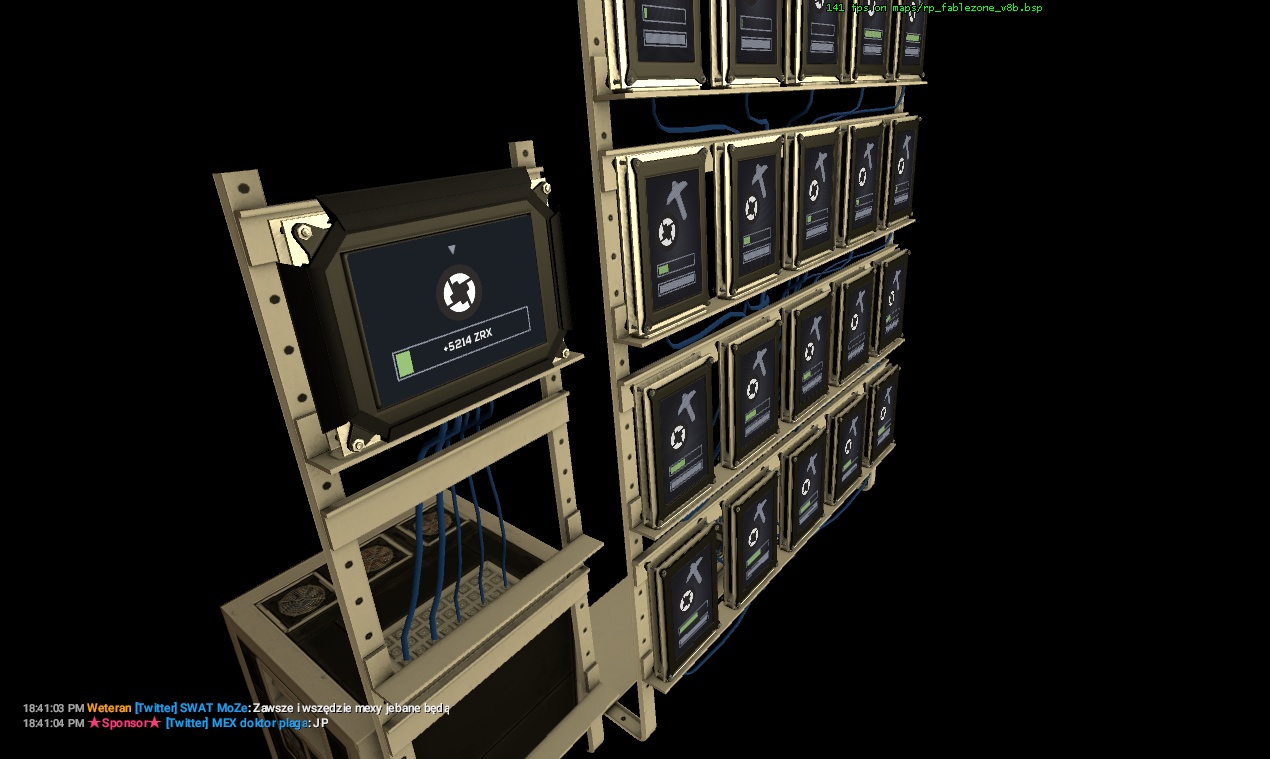 141 fps on maps/rp_fablezone_v8b.bsp
+5214 ZRX
18:41:03 PM Weteran [Twitter] SWAT MoZe: Zawsze i wszędzie mexy jebane będą
18:41:04 PM ★Sponsor★ [Twitter] MEX doktor plaga: JP